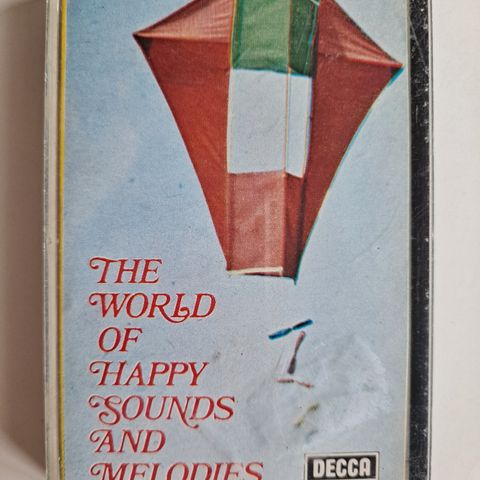 THE
WORLD
OF
HAPPY
SOUNDS
AND
MELODIES
DECCA